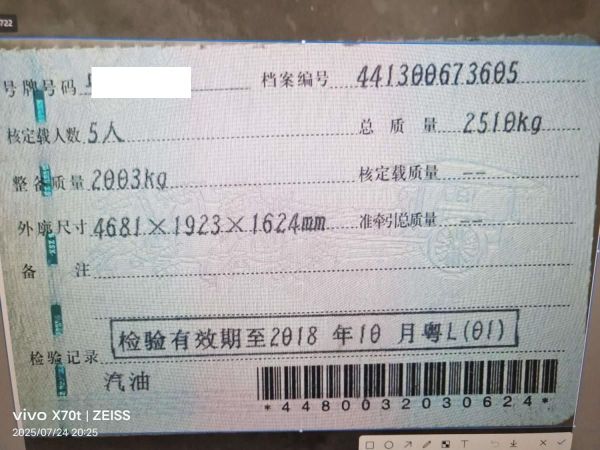 722
号牌号码
档案编号 441300673605
核定载人数 5人 总 质 量 2510kg
整备质量 2003kg 核定载质量 --
外廓尺寸 4681×1923×1624mm 准牵引总质量 --
备 注
检验有效期至2018 年10 月粤L(01)
检验记录
汽油
*4480032030624*
vivo X70t | ZEISS
2025/07/24 20:25